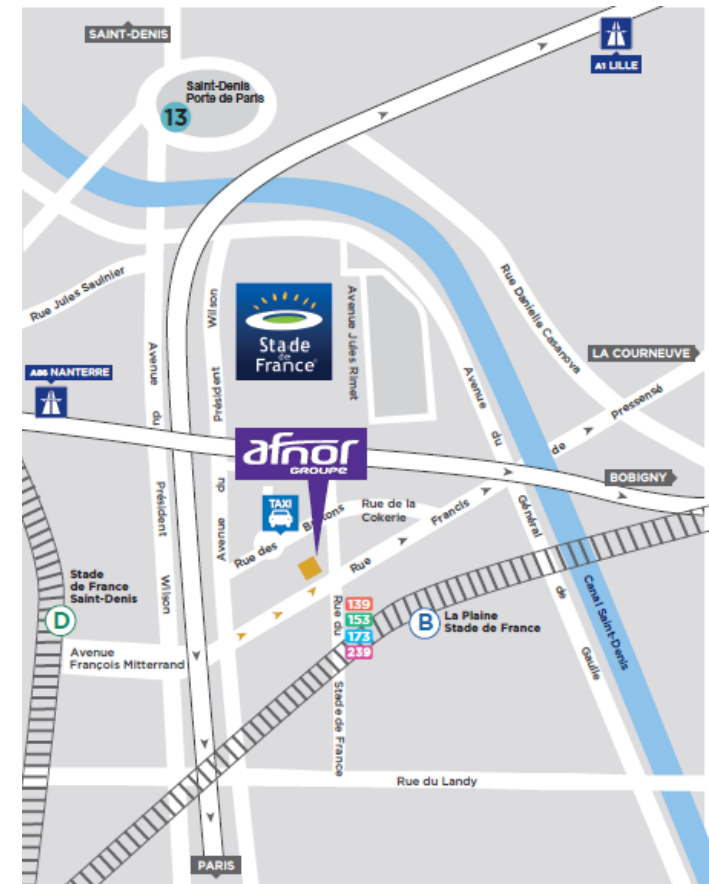 SAINT-DENIS
A1 LILLE
Saint-Denis
Porte de Paris
13
Rue Jules Saulnier
Wilson
Président
Avenue du
Stade
de
France
Avenue Jules Rimet
Rue Danielle Casanova
LA COURNEUVE
A86 NANTERRE
Avenue du Président Wilson
afnor
GROUPE
Avenue du Général de Gaulle
Rue Francis de Pressensé
BOBIGNY
TAXI
Rue des Bretons
Rue de la
Cokerie
Stade
de France
Saint-Denis
D
139
153
173
239
B
La Plaine
Stade de France
Canal Saint-Denis
Rue du Stade de France
Avenue
François Mitterrand
Rue du Landy
PARIS